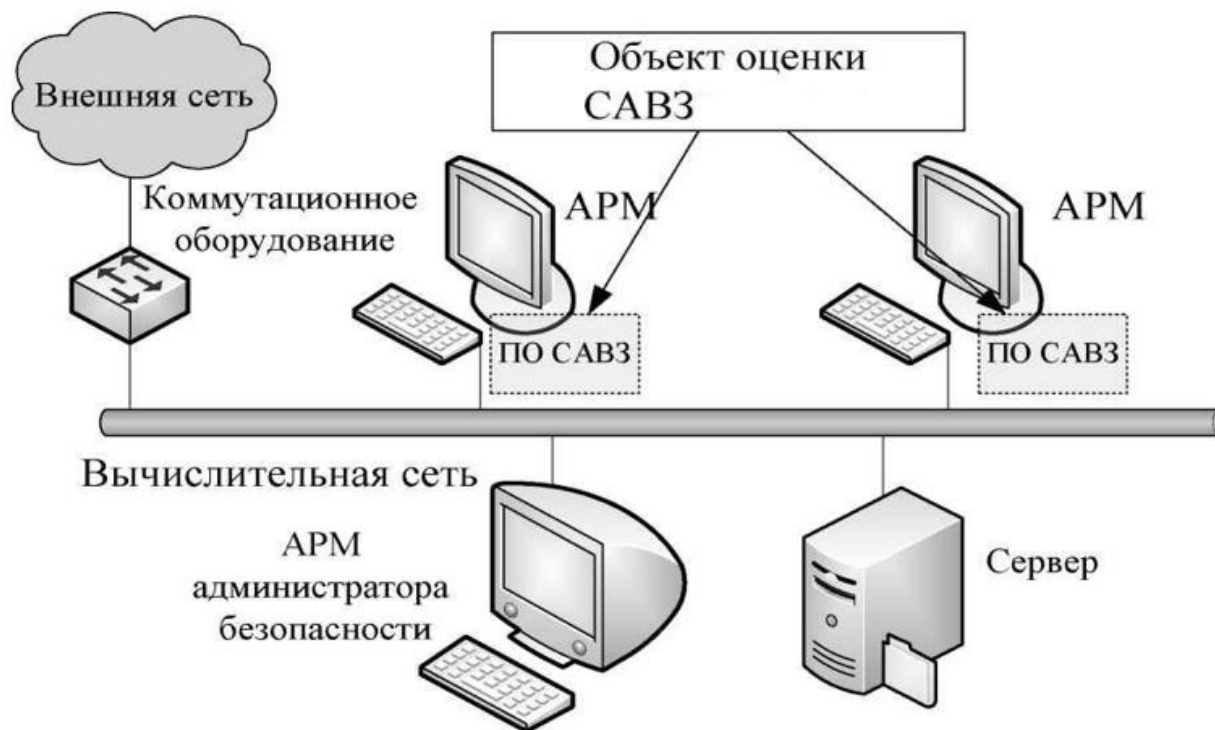 Внешняя сеть
Объект оценки
САВЗ
Коммутационное
оборудование
АРМ
АРМ
ПО САВЗ
ПО САВЗ
Вычислительная сеть
АРМ
администратора
безопасности
Сервер